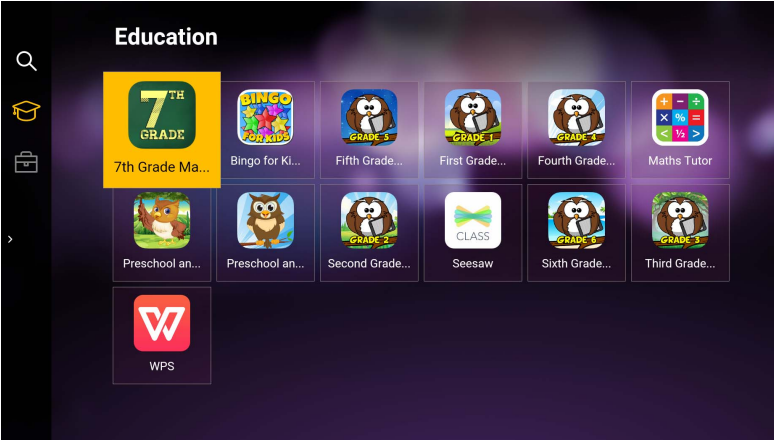 Education
7TH
GRADE
7th Grade Ma...
BINGO
FOR KIDS
Bingo for Ki...
GRADE 5
Fifth Grade...
GRADE 1
First Grade...
GRADE 4
Fourth Grade...
+ − ÷
× % =
< ½ >
Maths Tutor
Preschool an...
Preschool an...
GRADE 2
Second Grade...
CLASS
Seesaw
GRADE 6
Sixth Grade...
GRADE 3
Third Grade...
W
WPS